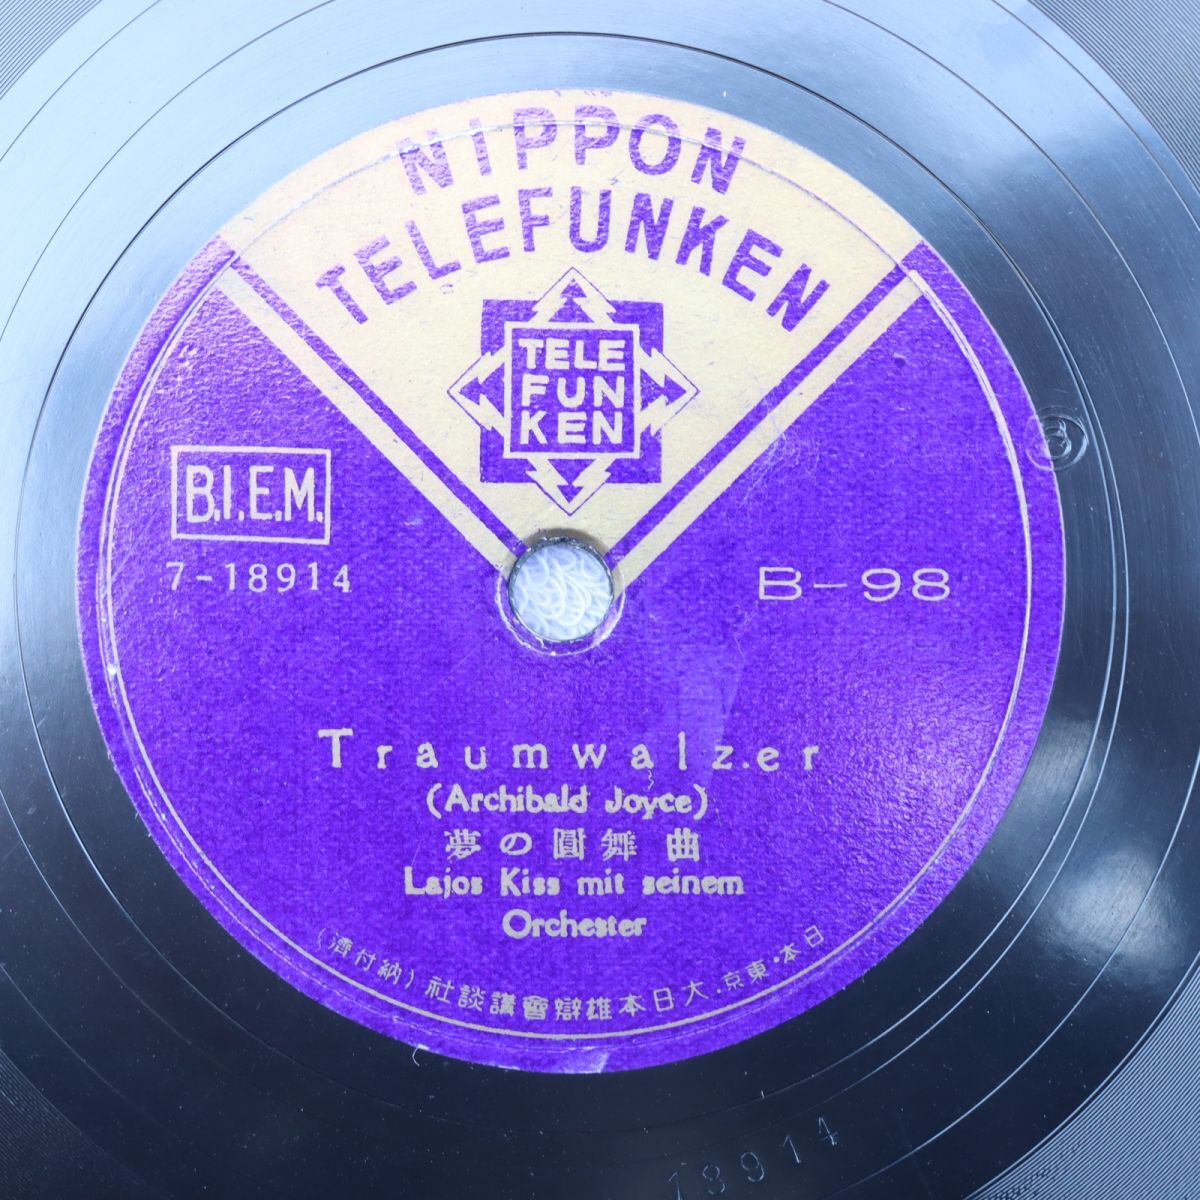 NIPPON
TELEFUNKEN
TELE
FUN
KEN
B.I.E.M.
7-18914
B-98
Traumwalzer
(Archibald Joyce)
夢の圓舞曲
Lajos Kiss mit seinem
Orchester
日本・東京・大日本雄辯會講談社(納付濟)
18914